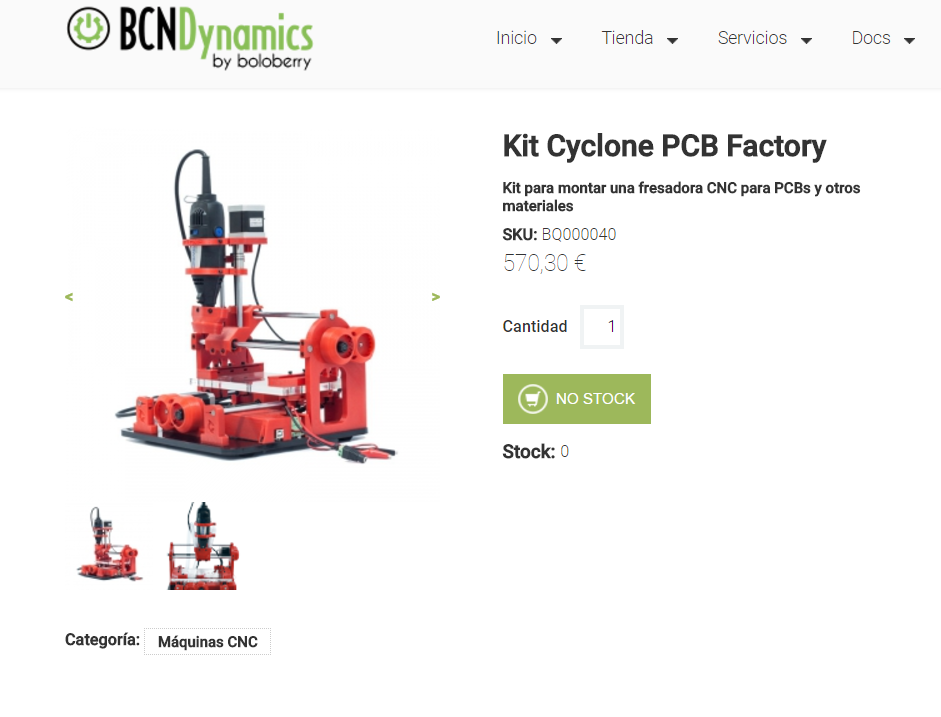 BCNDynamics
by boloberry
Inicio
Tienda
Servicios
Docs
Kit Cyclone PCB Factory
Kit para montar una fresadora CNC para PCBs y otros
materiales
SKU: BQ000040
570,30 €
<
>
Cantidad 1
NO STOCK
Stock: 0
Categoría: Máquinas CNC